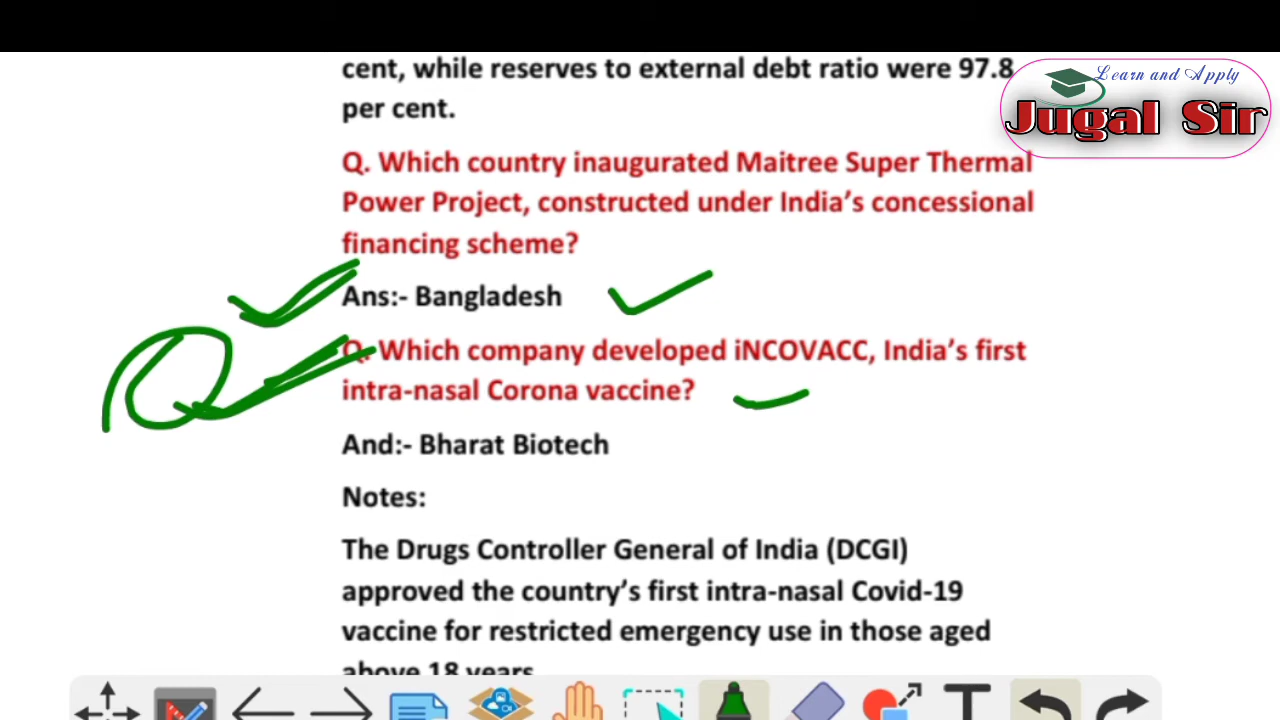 cent, while reserves to external debt ratio were 97.8
per cent.
Learn and Apply
Jugal Sir
Q. Which country inaugurated Maitree Super Thermal
Power Project, constructed under India's concessional
financing scheme?
Ans:- Bangladesh
Q. Which company developed iNCOVACC, India's first
intra-nasal Corona vaccine?
And:- Bharat Biotech
Notes:
The Drugs Controller General of India (DCGI)
approved the country's first intra-nasal Covid-19
vaccine for restricted emergency use in those aged
above 18 years